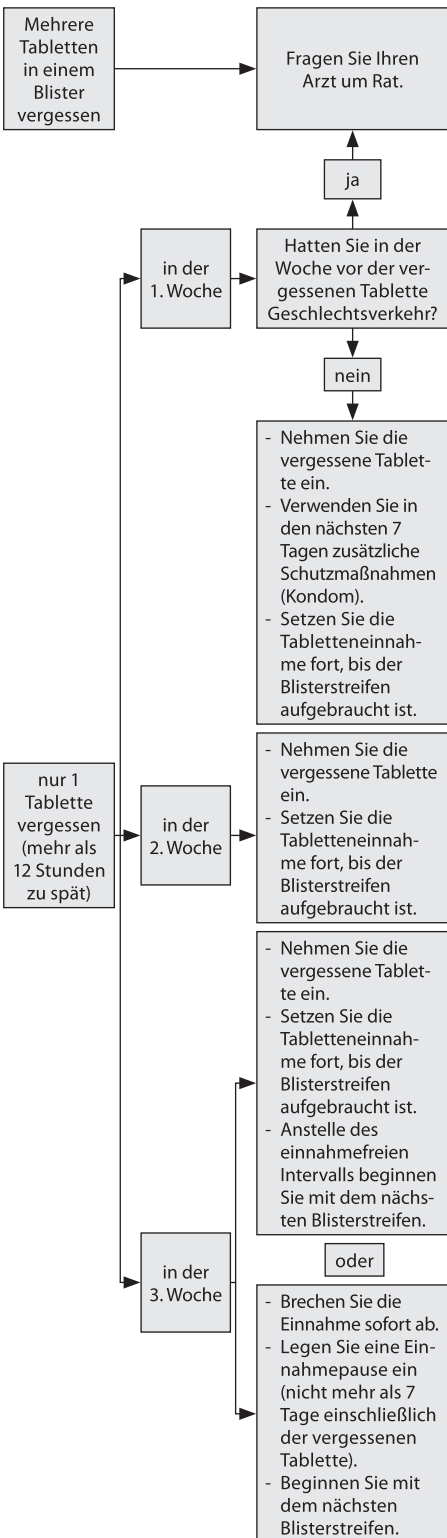 Mehrere
Tabletten
in einem
Blister
vergessen
Fragen Sie Ihren
Arzt um Rat.
ja
in der
1. Woche
Hatten Sie in der
Woche vor der ver-
gessenen Tablette
Geschlechtsverkehr?
nein
- Nehmen Sie die
vergessene Tablet-
te ein.
- Verwenden Sie in
den nächsten 7
Tagen zusätzliche
Schutzmaßnahmen
(Kondom).
- Setzen Sie die
Tabletteneinnah-
me fort, bis der
Blisterstreifen
aufgebraucht ist.
nur 1
Tablette
vergessen
(mehr als
12 Stunden
zu spät)
in der
2. Woche
- Nehmen Sie die
vergessene Tablette
ein.
- Setzen Sie die
Tabletteneinnah-
me fort, bis der
Blisterstreifen
aufgebraucht ist.
in der
3. Woche
- Nehmen Sie die
vergessene Tablet-
te ein.
- Setzen Sie die
Tabletteneinnah-
me fort, bis der
Blisterstreifen
aufgebraucht ist.
- Anstelle des
einnahmefreien
Intervalls beginnen
Sie mit dem nächs-
ten Blisterstreifen.
oder
- Brechen Sie die
Einnahme sofort ab.
- Legen Sie eine Ein-
nahmepause ein
(nicht mehr als 7
Tage einschließlich
der vergessenen
Tablette).
- Beginnen Sie mit
dem nächsten
Blisterstreifen.